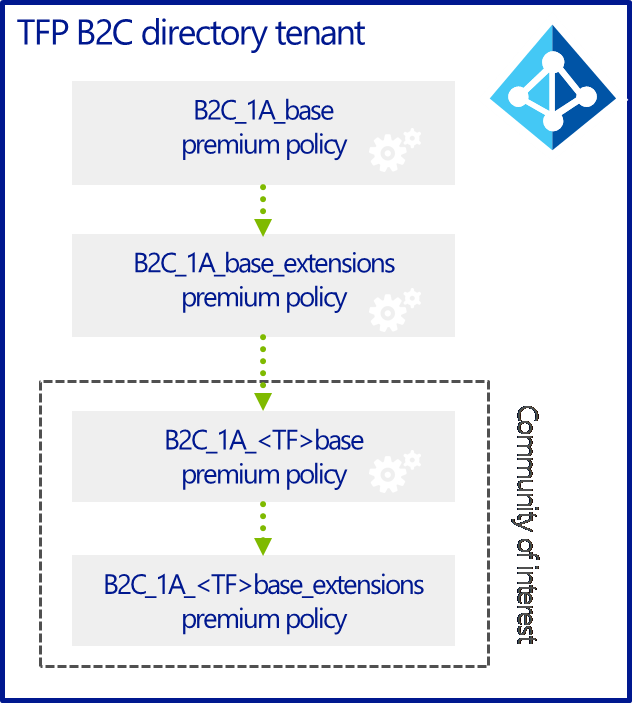 TFP B2C directory tenant
B2C_1A_base
premium policy
B2C_1A_base_extensions
premium policy
B2C_1A_<TF>base
premium policy
B2C_1A_<TF>base_extensions
premium policy
Community of interest